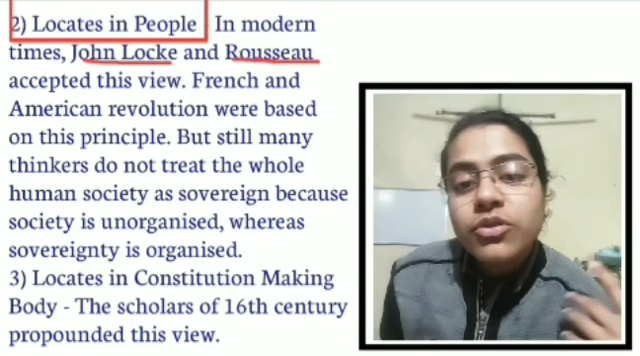 2) Locates in People - In modern
times, John Locke and Rousseau
accepted this view. French and
American revolution were based
on this principle. But still many
thinkers do not treat the whole
human society as sovereign because
society is unorganised, whereas
sovereignty is organised.
3) Locates in Constitution Making
Body - The scholars of 16th century
propounded this view.